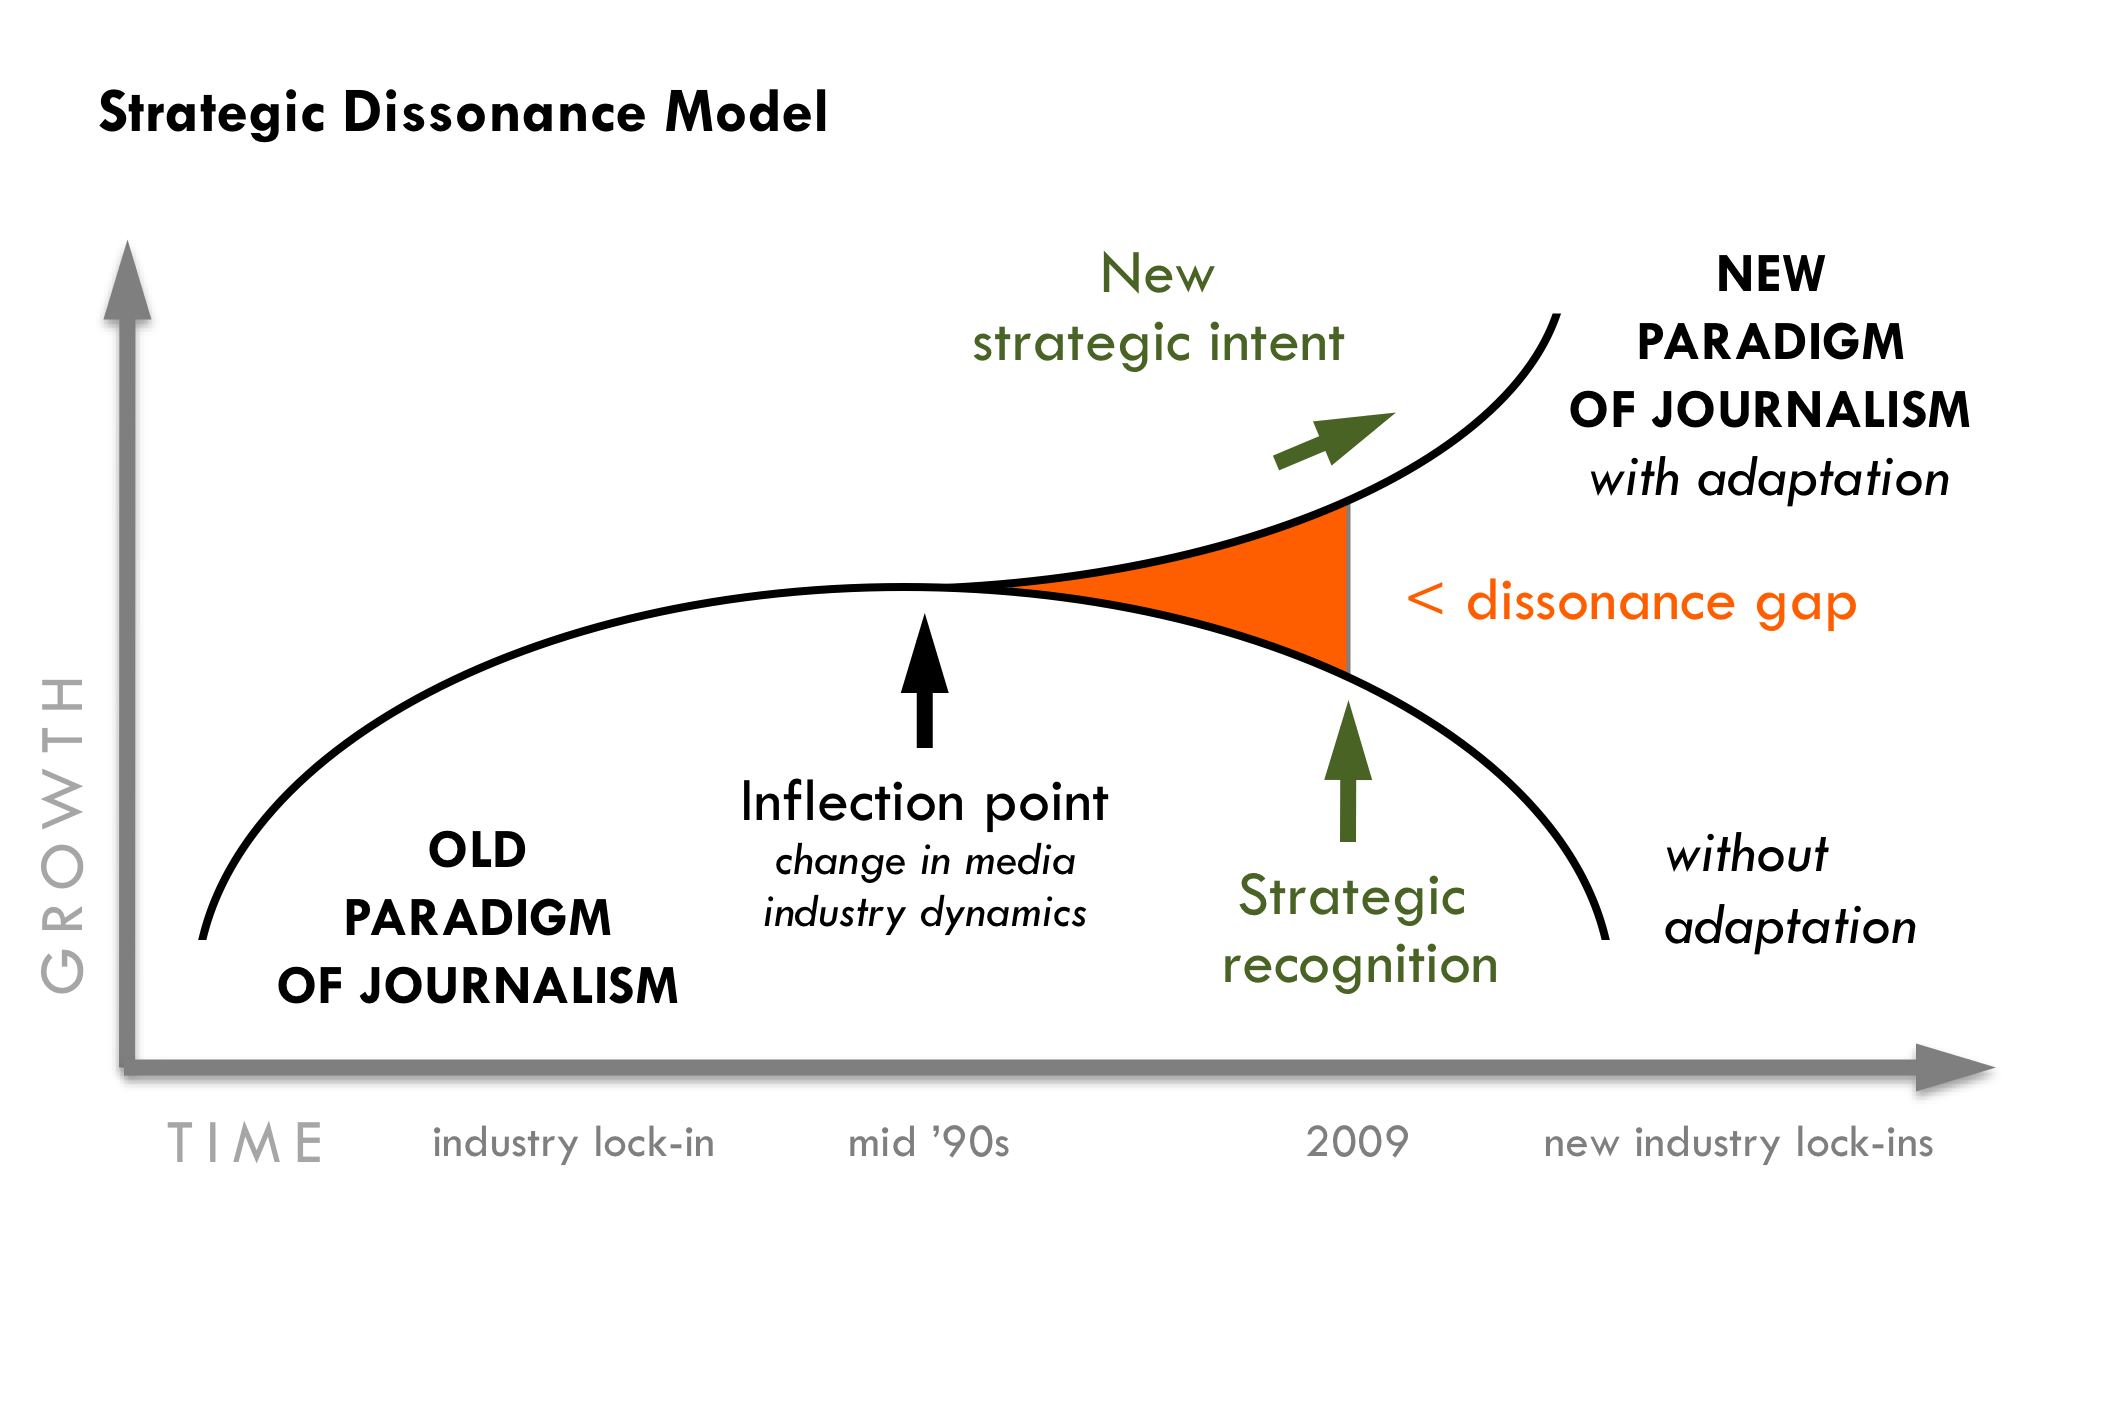 Strategic Dissonance Model
New
strategic intent
NEW
PARADIGM
OF JOURNALISM
with adaptation
< dissonance gap
GROWTH
OLD
PARADIGM
OF JOURNALISM
Inflection point
change in media
industry dynamics
Strategic
recognition
without
adaptation
TIME
industry lock-in
mid ’90s
2009
new industry lock-ins